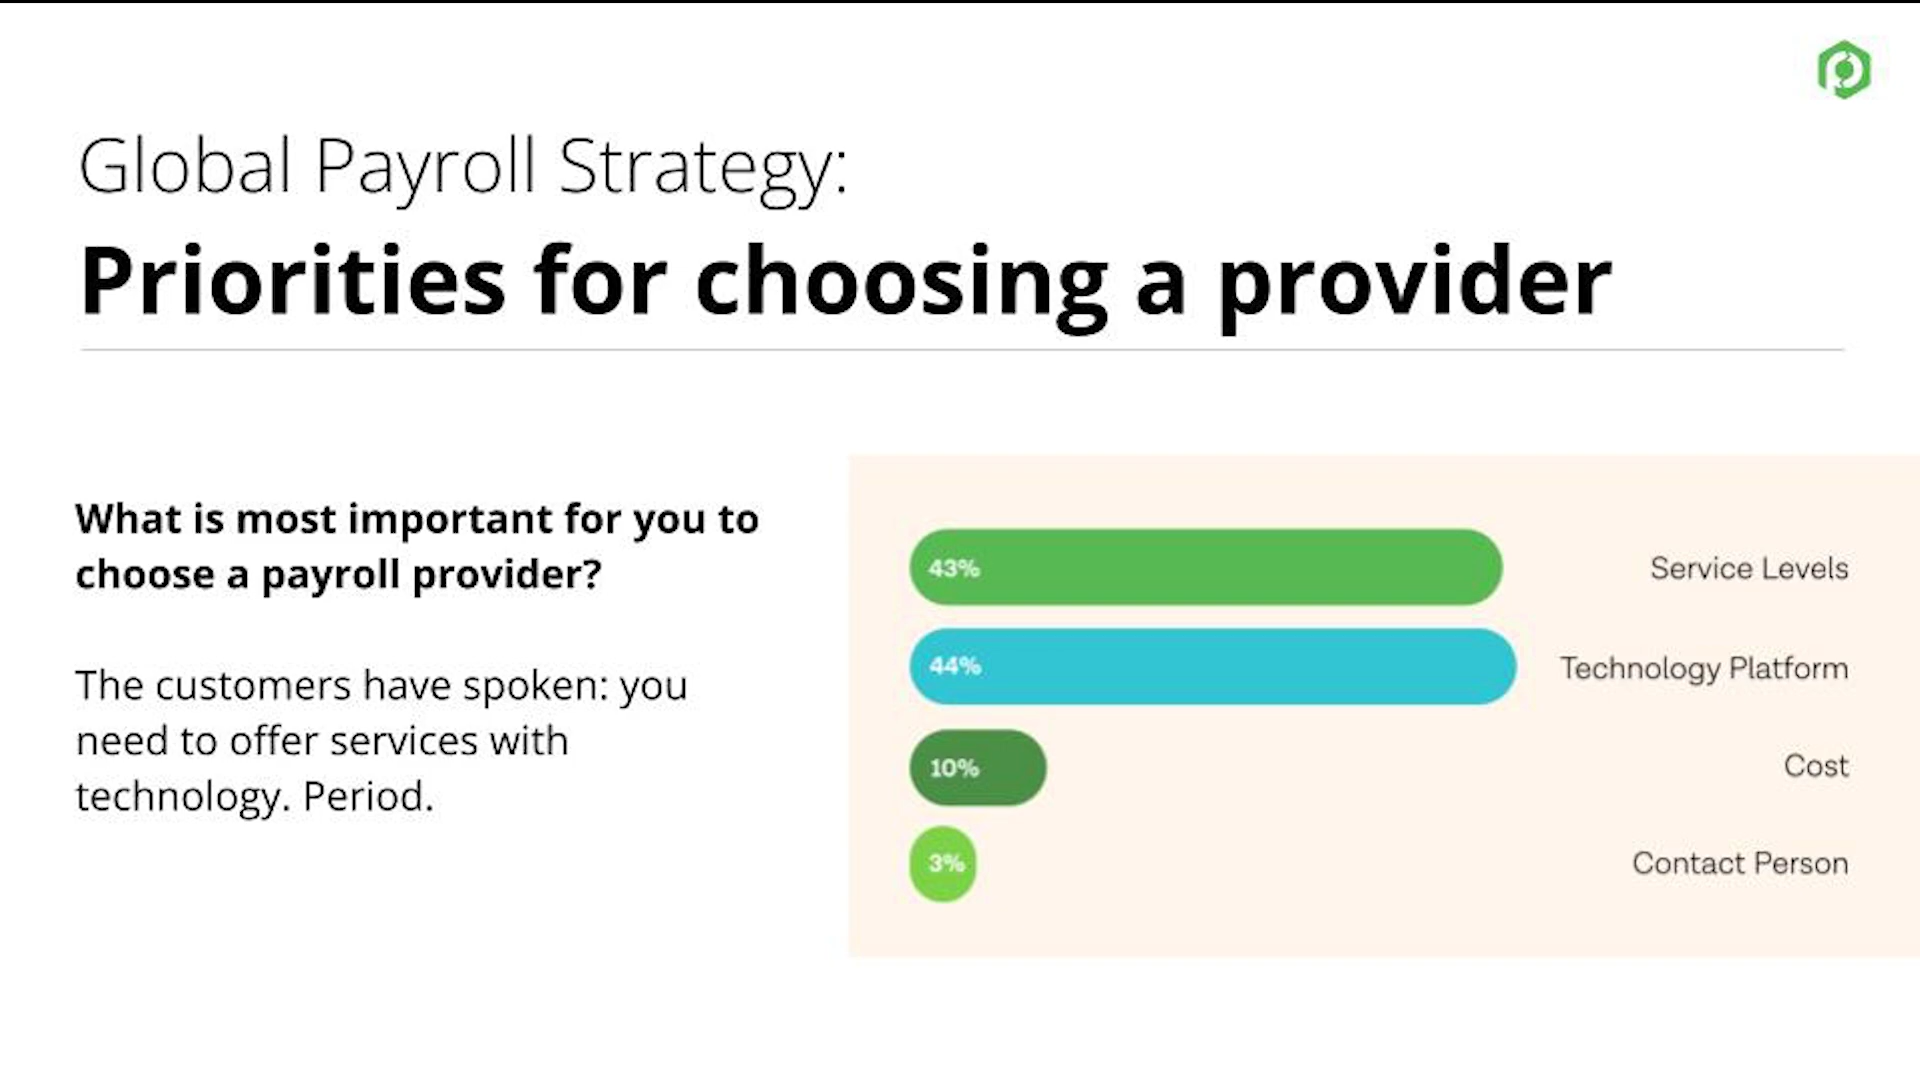 Global Payroll Strategy:
Priorities for choosing a provider
What is most important for you to
choose a payroll provider?
The customers have spoken: you
need to offer services with
technology. Period.
43% Service Levels
44% Technology Platform
10% Cost
3% Contact Person